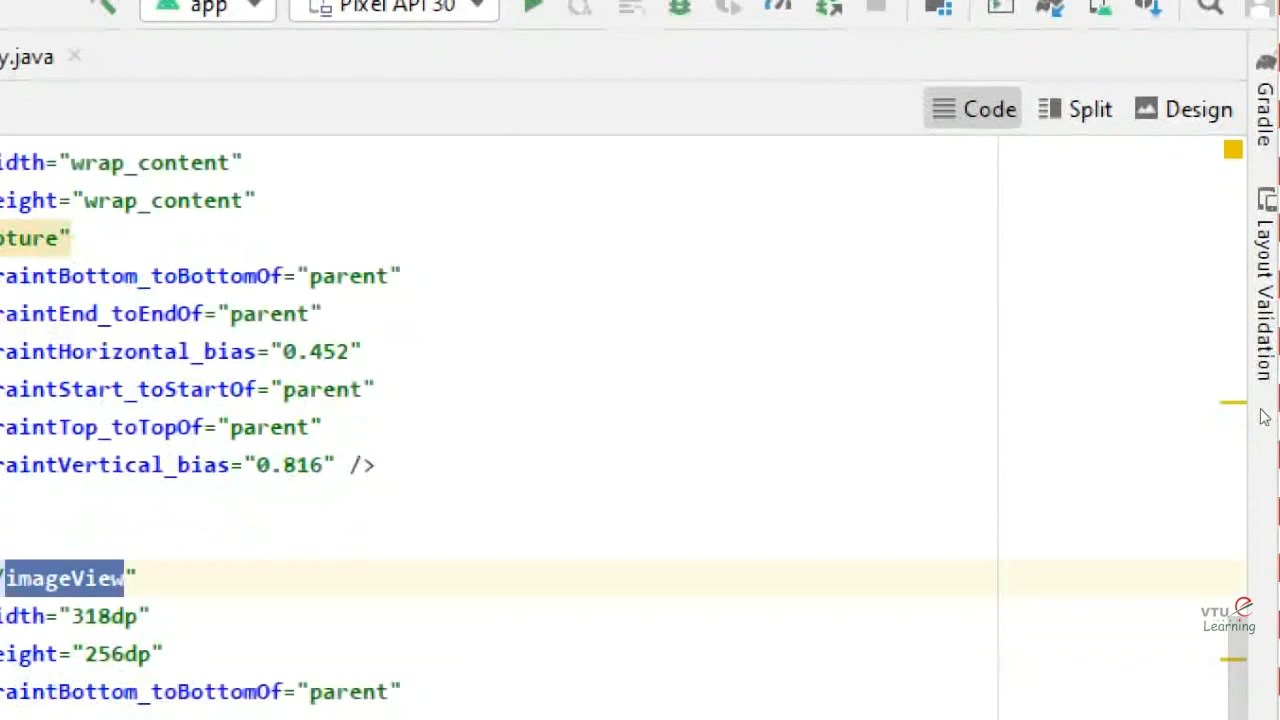 app
Pixel API 30
y.java
Code
Split
Design
idth="wrap_content"
eight="wrap_content"
pture"
raintBottom_toBottomOf="parent"
raintEnd_toEndOf="parent"
raintHorizontal_bias="0.452"
raintStart_toStartOf="parent"
raintTop_toTopOf="parent"
raintVertical_bias="0.816" />
/imageView"
idth="318dp"
eight="256dp"
raintBottom_toBottomOf="parent"
Gradle
Layout Validation
VTU e
Learning